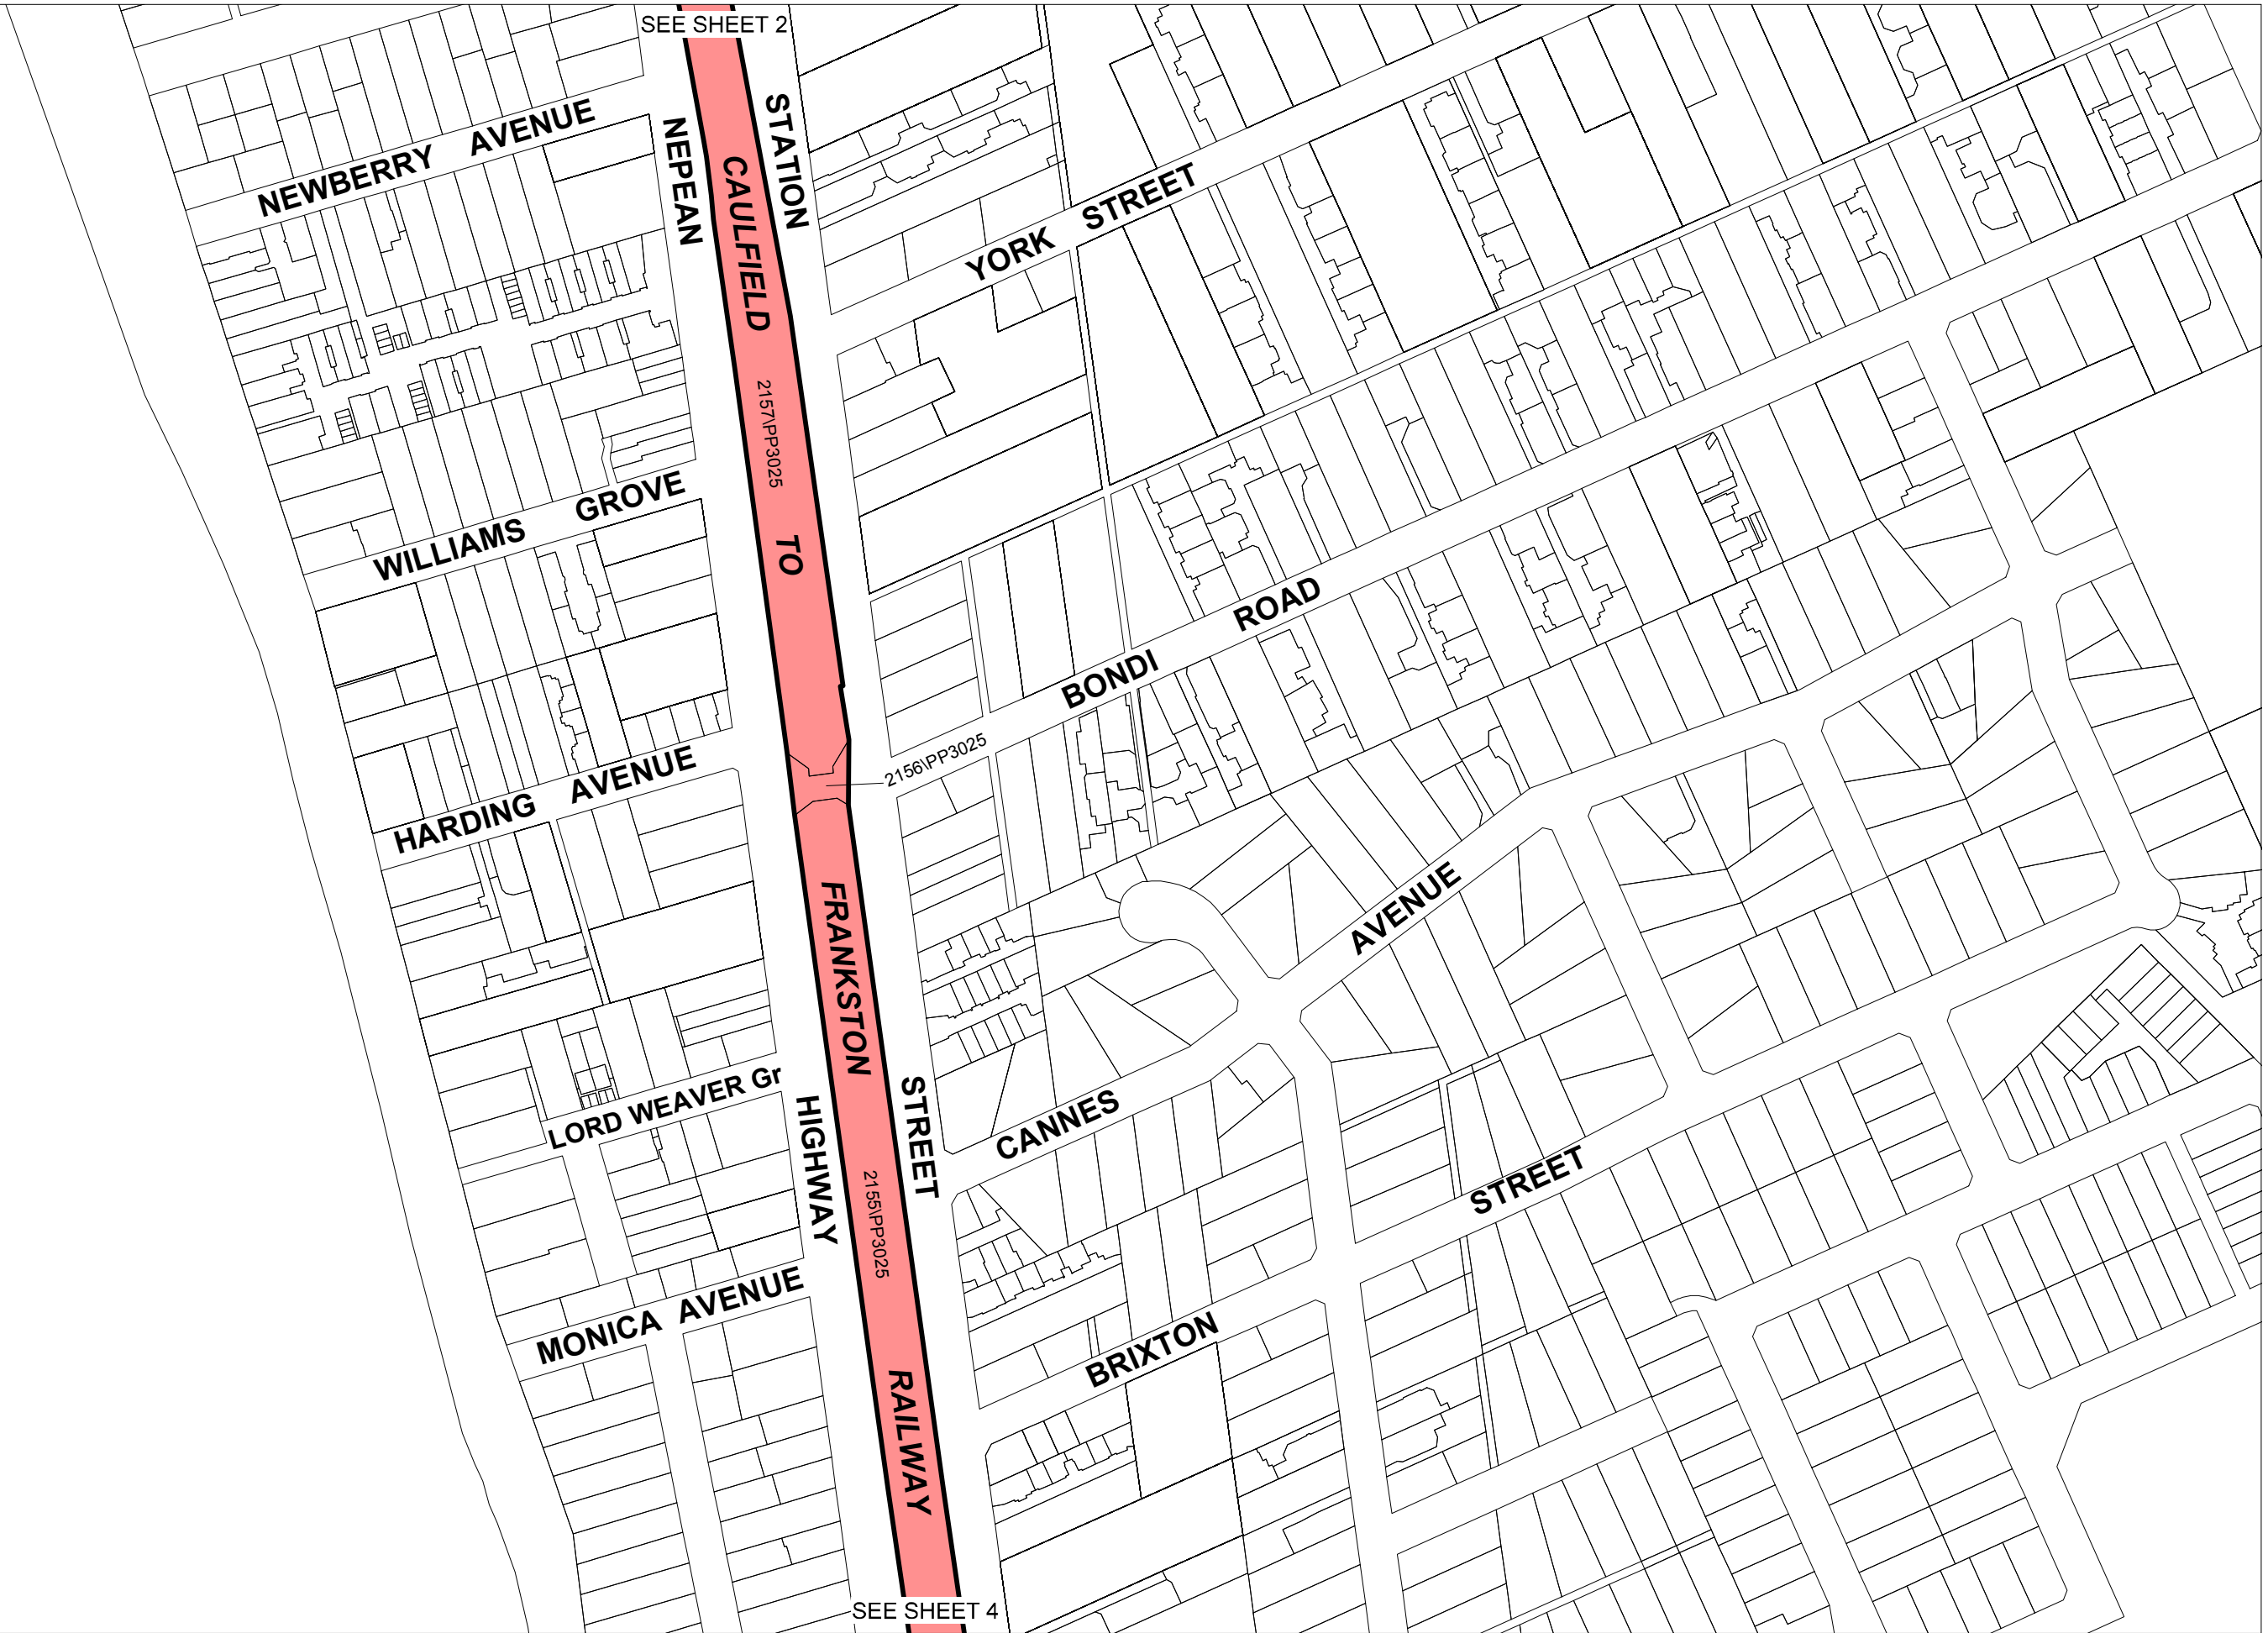 SEE SHEET 2
NEWBERRY AVENUE
NEPEAN
STATION
CAULFIELD
YORK STREET
2157\PP3025
WILLIAMS GROVE
TO
BONDI ROAD
2156\PP3025
HARDING AVENUE
FRANKSTON
AVENUE
LORD WEAVER Gr
HIGHWAY
STREET
CANNES
STREET
2155\PP3025
MONICA AVENUE
BRIXTON
RAILWAY
SEE SHEET 4